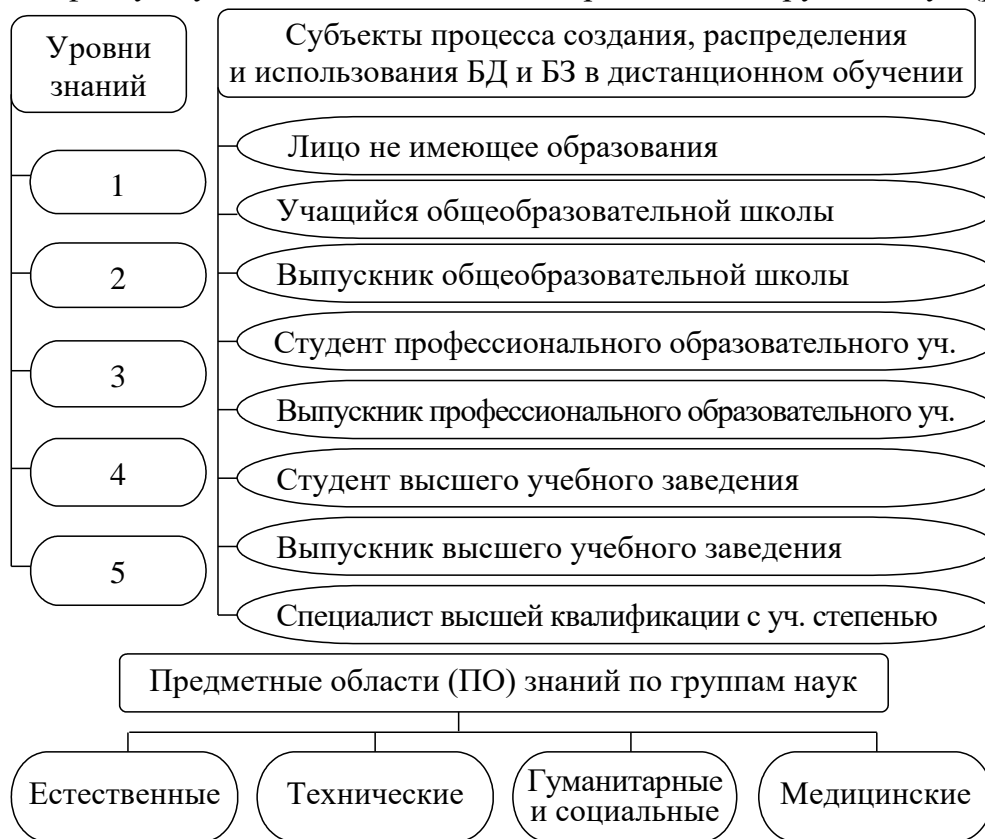 Уровни
знаний
Субъекты процесса создания, распределения
и использования БД и БЗ в дистанционном обучении
1
2
3
4
5
Лицо не имеющее образования
Учащийся общеобразовательной школы
Выпускник общеобразовательной школы
Студент профессионального образовательного уч.
Выпускник профессионального образовательного уч.
Студент высшего учебного заведения
Выпускник высшего учебного заведения
Специалист высшей квалификации с уч. степенью
Предметные области (ПО) знаний по группам наук
Естественные
Технические
Гуманитарные
и социальные
Медицинские